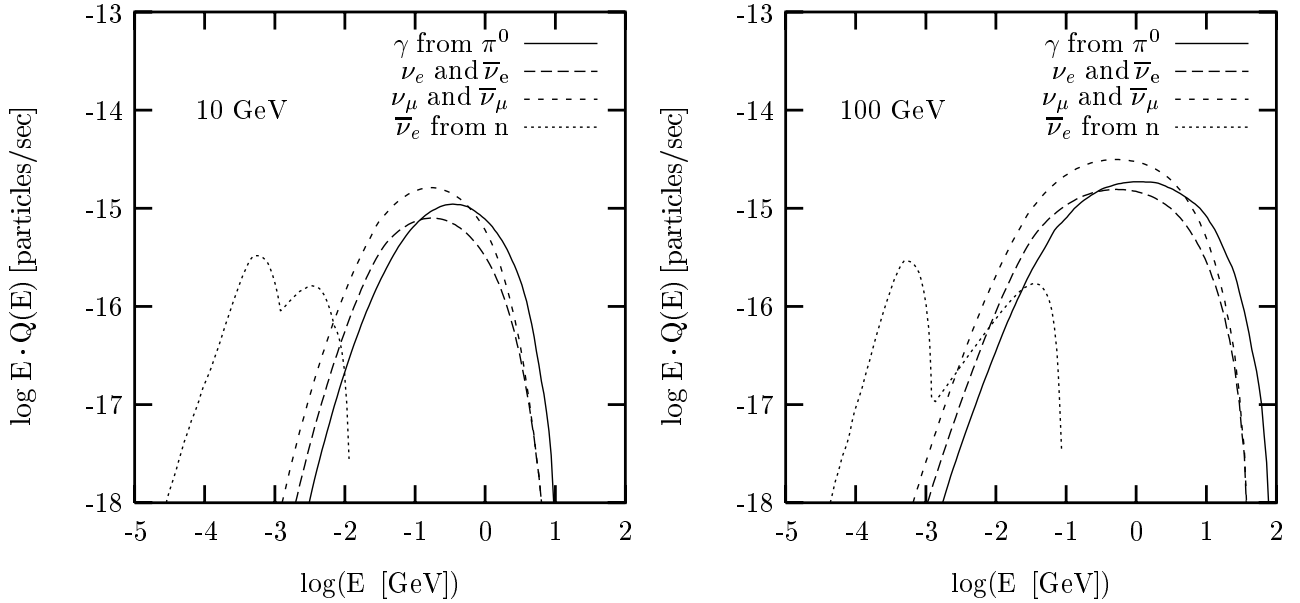 -13
-14
-15
-16
-17
-18
-5
-4
-3
-2
-1
0
1
2
log E · Q(E) [particles/sec]
log(E [GeV])
10 GeV
γ from π⁰
νₑ and ν̅ₑ
ν_μ and ν̅_μ
ν̅ₑ from n
-13
-14
-15
-16
-17
-18
-5
-4
-3
-2
-1
0
1
2
log E · Q(E) [particles/sec]
log(E [GeV])
100 GeV
γ from π⁰
νₑ and ν̅ₑ
ν_μ and ν̅_μ
ν̅ₑ from n